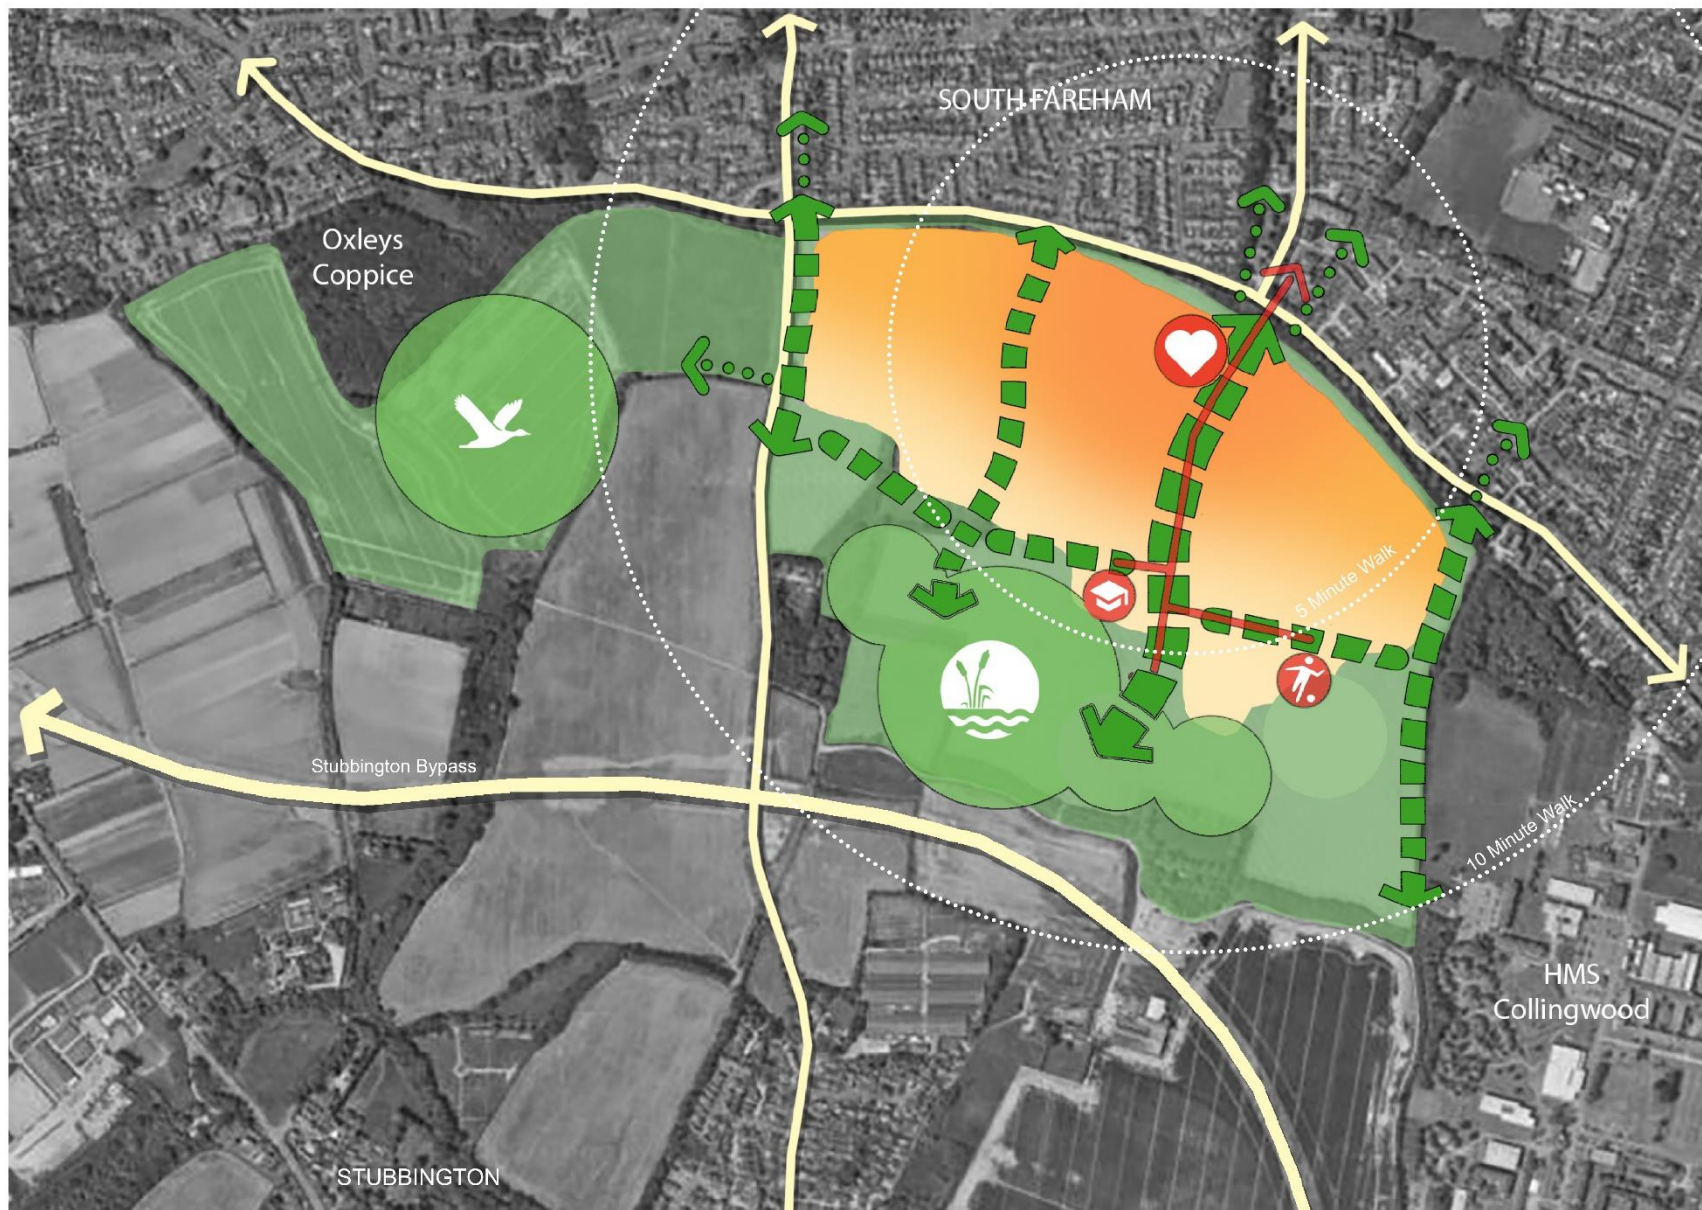 SOUTH FAREHAM
Oxleys
Coppice
5 Minute Walk
Stubbington Bypass
10 Minute Walk
HMS
Collingwood
STUBBINGTON